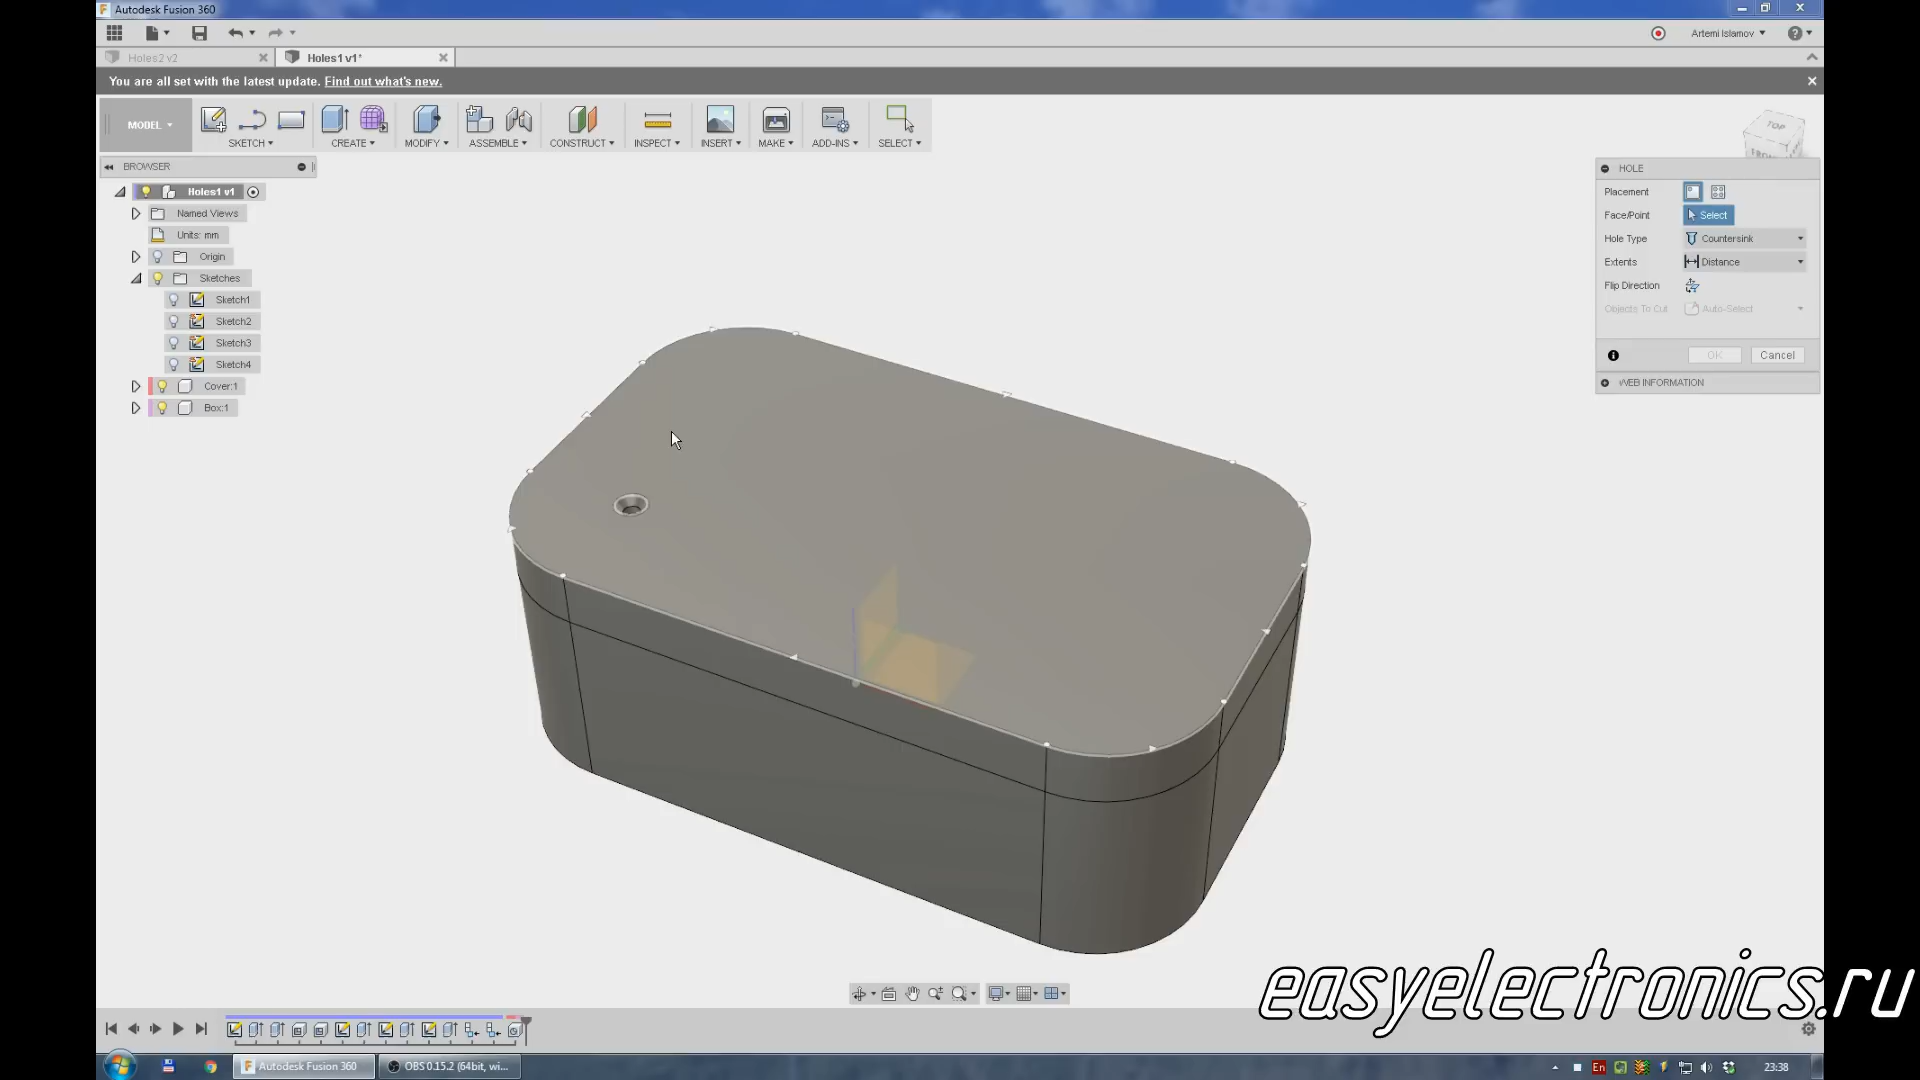 Autodesk Fusion 360
Artemi Islamov
Holes2 v2
Holes1 v1*
You are all set with the latest update. Find out what's new.
MODEL
SKETCH
CREATE
MODIFY
ASSEMBLE
CONSTRUCT
INSPECT
INSERT
MAKE
ADD-INS
SELECT
TOP
FRONT
BROWSER
Holes1 v1
Named Views
Units: mm
Origin
Sketches
Sketch1
Sketch2
Sketch3
Sketch4
Cover:1
Box:1
HOLE
Placement
Face/Point
Select
Hole Type
Countersink
Extents
Distance
Flip Direction
Objects To Cut
Auto-Select
OK
Cancel
WEB INFORMATION
easyelectronics.ru
Autodesk Fusion 360
OBS 0.15.2 (64bit, wi...
En
23:38